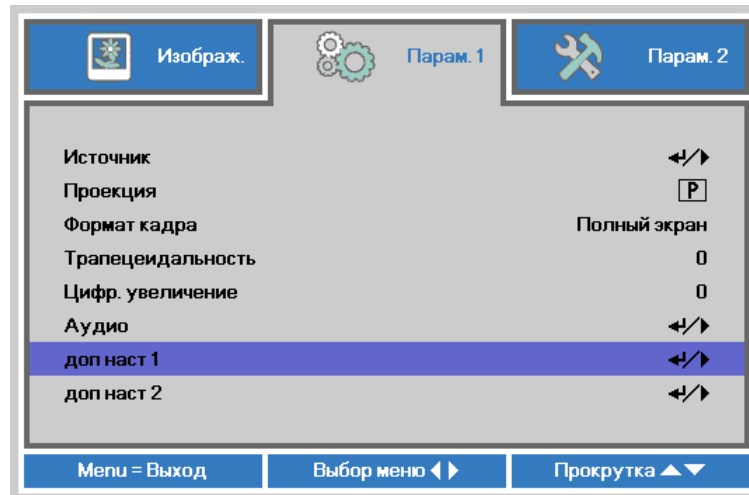 Изображ. Парам. 1 Парам. 2
Источник
Проекция P
Формат кадра Полный экран
Трапецеидальность 0
Цифр. увеличение 0
Аудио
доп наст 1
доп наст 2
Menu = Выход Выбор меню Прокрутка